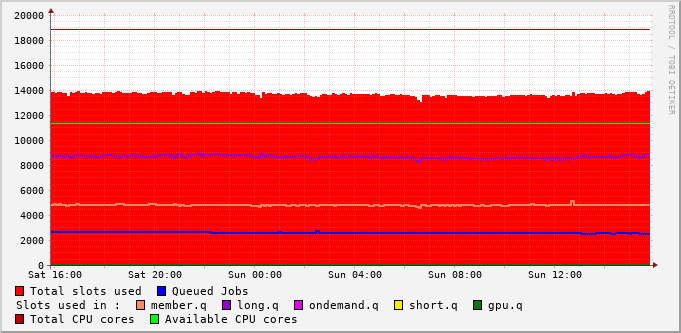 RRDTOOL / TOBI OETIKER
20000
18000
16000
14000
12000
10000
8000
6000
4000
2000
0
Sat 16:00 Sat 20:00 Sun 00:00 Sun 04:00 Sun 08:00 Sun 12:00
Total slots used Queued Jobs
Slots used in : member.q long.q ondemand.q short.q gpu.q
Total CPU cores Available CPU cores